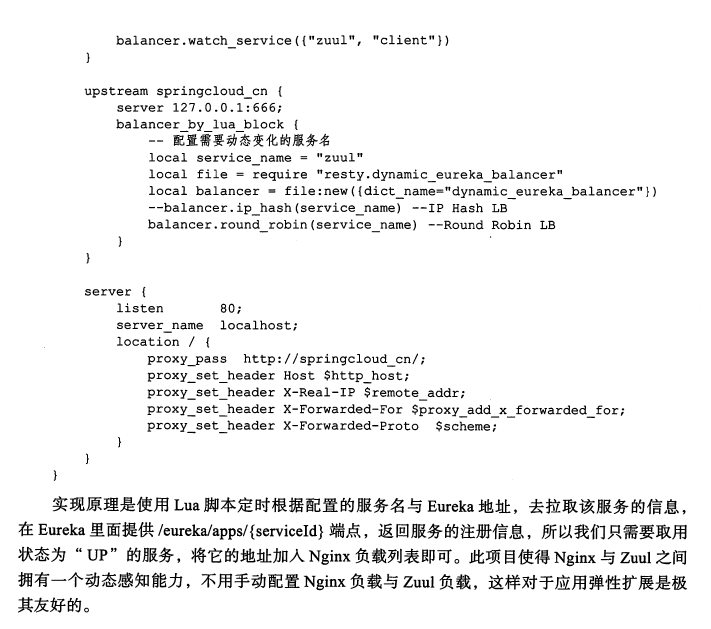 balancer.watch_service({"zuul", "client"})
}
upstream springcloud_cn {
server 127.0.0.1:666;
balancer_by_lua_block {
-- 配置需要动态变化的服务名
local service_name = "zuul"
local file = require "resty.dynamic_eureka_balancer"
local balancer = file:new({dict_name="dynamic_eureka_balancer"})
--balancer.ip_hash(service_name) --IP Hash LB
balancer.round_robin(service_name) --Round Robin LB
}
}
server {
listen 80;
server_name localhost;
location / {
proxy_pass http://springcloud_cn/;
proxy_set_header Host $http_host;
proxy_set_header X-Real-IP $remote_addr;
proxy_set_header X-Forwarded-For $proxy_add_x_forwarded_for;
proxy_set_header X-Forwarded-Proto $scheme;
}
}
}
实现原理是使用 Lua 脚本定时根据配置的服务名与 Eureka 地址，去拉取该服务的信息，
在 Eureka 里面提供 /eureka/apps/{serviceId} 端点，返回服务的注册信息，所以我们只需要取用
状态为“UP”的服务，将它的地址加入 Nginx 负载列表即可。此项目使得 Nginx 与 Zuul 之间
拥有一个动态感知能力，不用手动配置 Nginx 负载与 Zuul 负载，这样对于应用弹性扩展是极
其友好的。